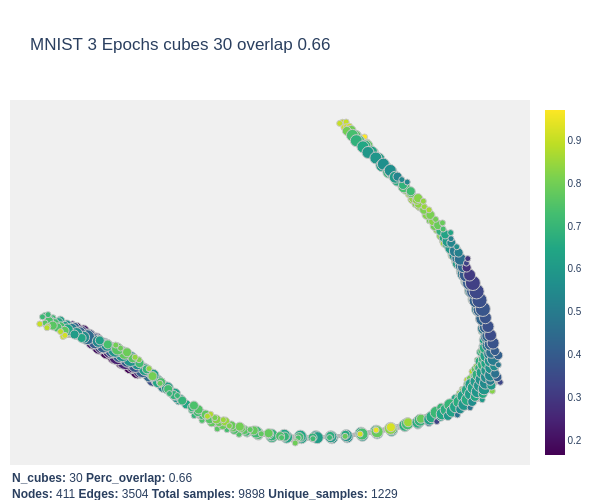 MNIST 3 Epochs cubes 30 overlap 0.66
0.9
0.8
0.7
0.6
0.5
0.4
0.3
0.2
N_cubes: 30 Perc_overlap: 0.66
Nodes: 411 Edges: 3504 Total samples: 9898 Unique_samples: 1229